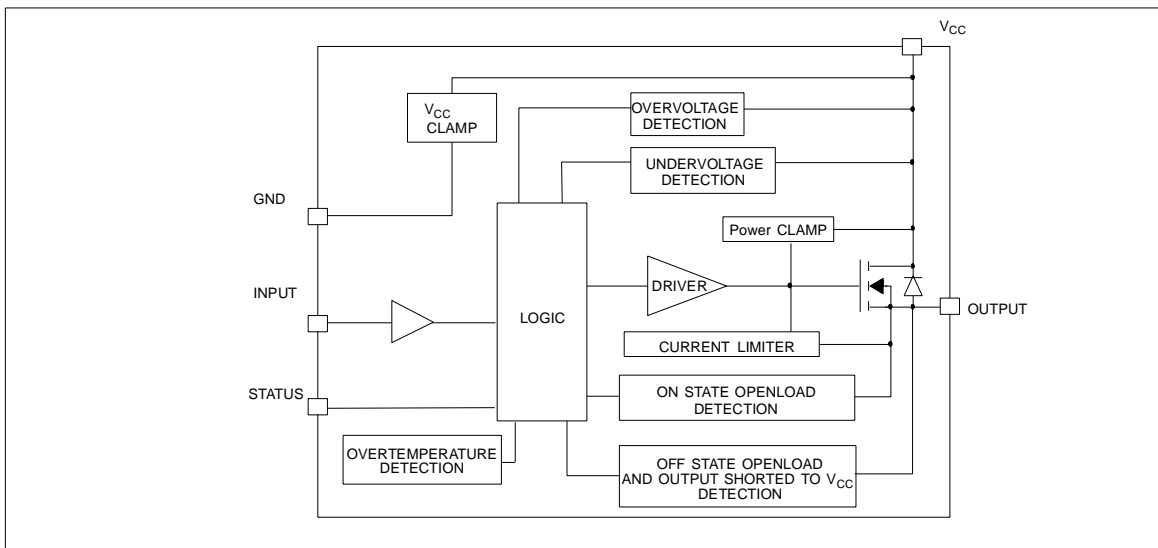 VCC
VCC
CLAMP
OVERVOLTAGE
DETECTION
UNDERVOLTAGE
DETECTION
GND
Power CLAMP
INPUT
DRIVER
OUTPUT
LOGIC
CURRENT LIMITER
STATUS
ON STATE OPENLOAD
DETECTION
OVERTEMPERATURE
DETECTION
OFF STATE OPENLOAD
AND OUTPUT SHORTED TO VCC
DETECTION